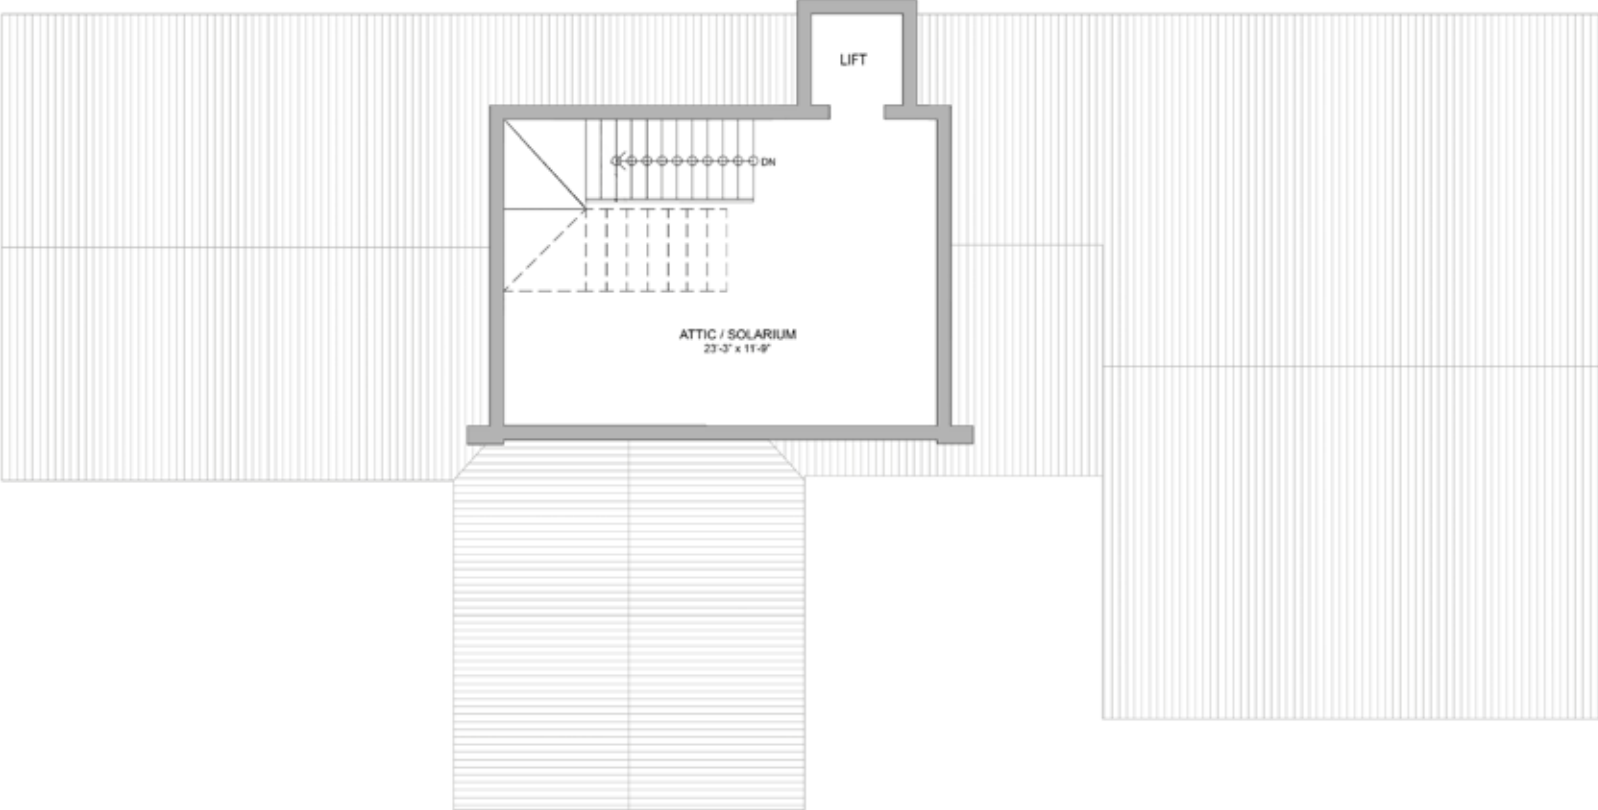 LIFT
DN
ATTIC / SOLARIUM
23'-3" x 11'-9"